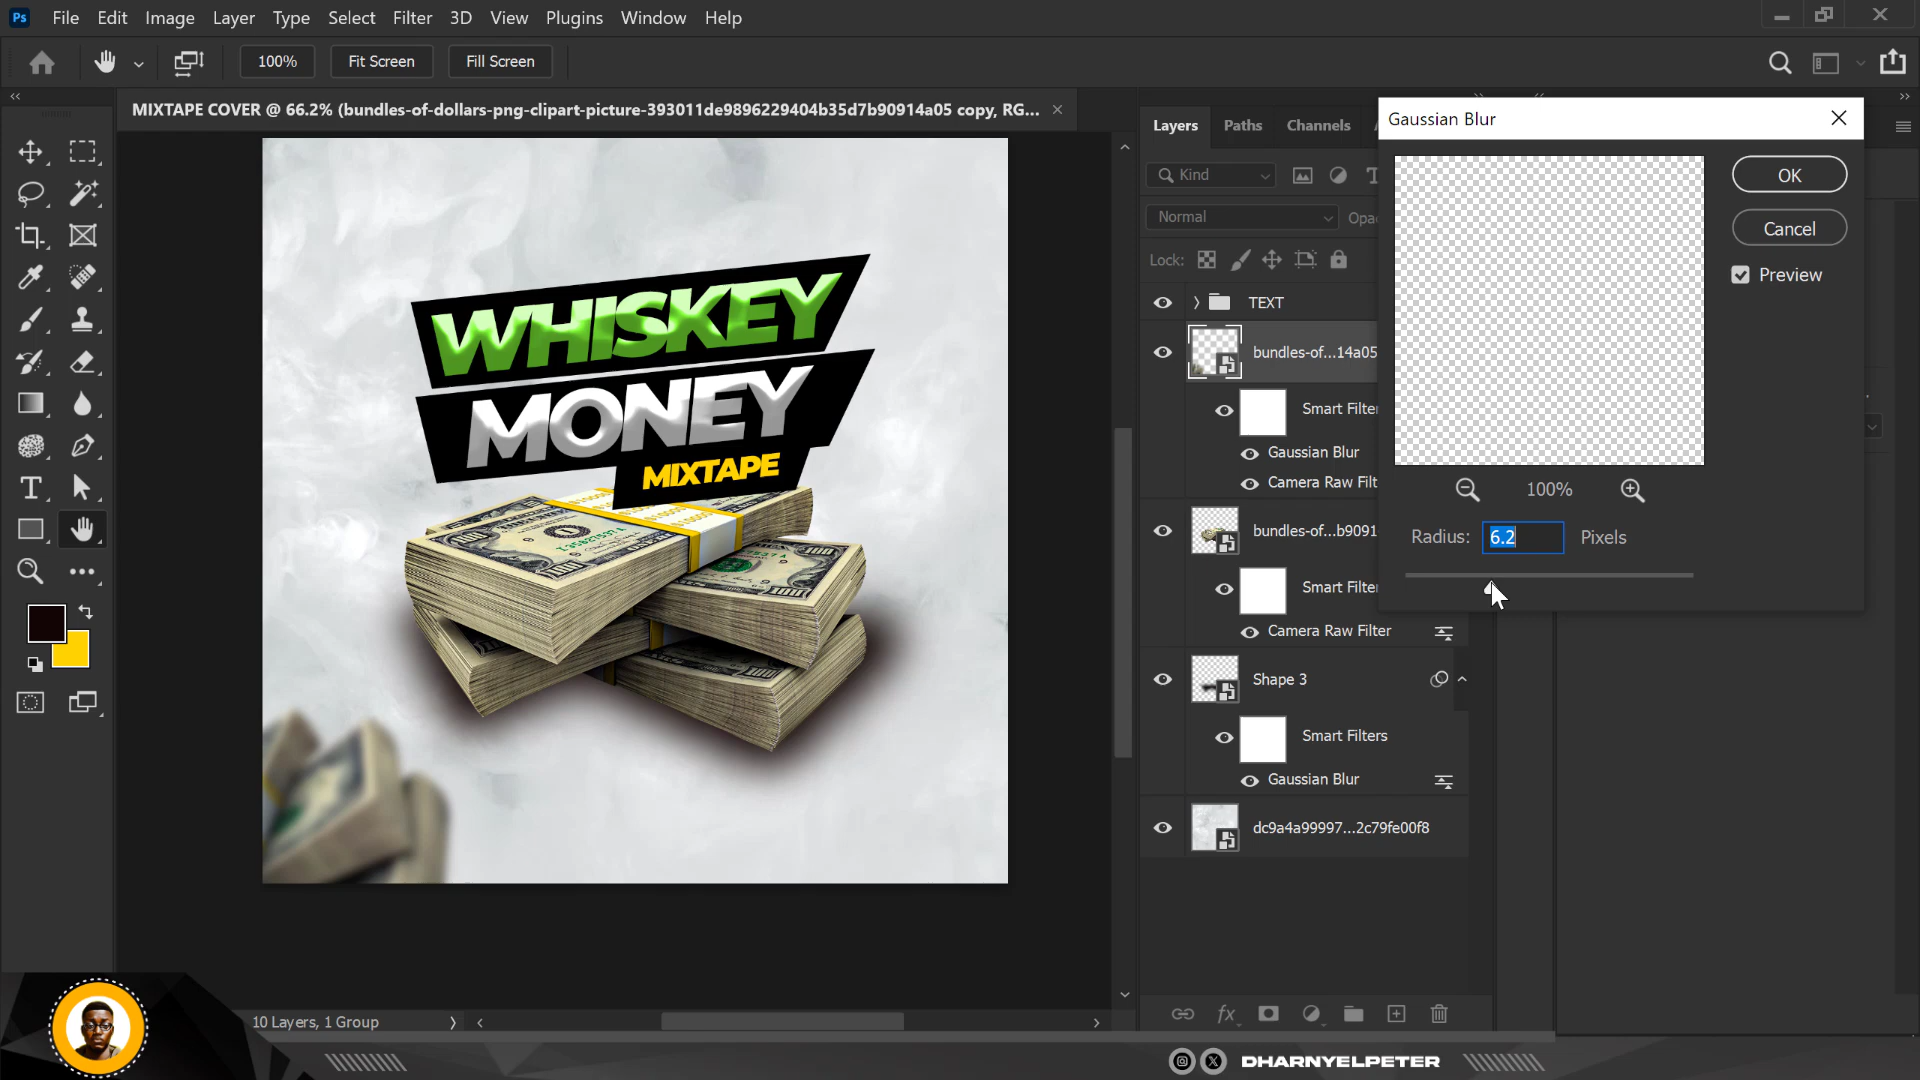 Ps File Edit Image Layer Type Select Filter 3D View Plugins Window Help
100% Fit Screen Fill Screen
MIXTAPE COVER @ 66.2% (bundles-of-dollars-png-clipart-picture-393011de9896229404b35d7b90914a05 copy, RG...
WHISKEY
MONEY
MIXTAPE
Layers Paths Channels
Kind
Normal Opac
Lock:
TEXT
bundles-of...14a05
Smart Filter
Gaussian Blur
Camera Raw Filt
bundles-of...b9091
Smart Filter
Camera Raw Filter
Shape 3
Smart Filters
Gaussian Blur
dc9a4a99997...2c79fe00f8
Gaussian Blur
OK
Cancel
Preview
100%
Radius: 6.2 Pixels
10 Layers, 1 Group
DHARNYELPETER